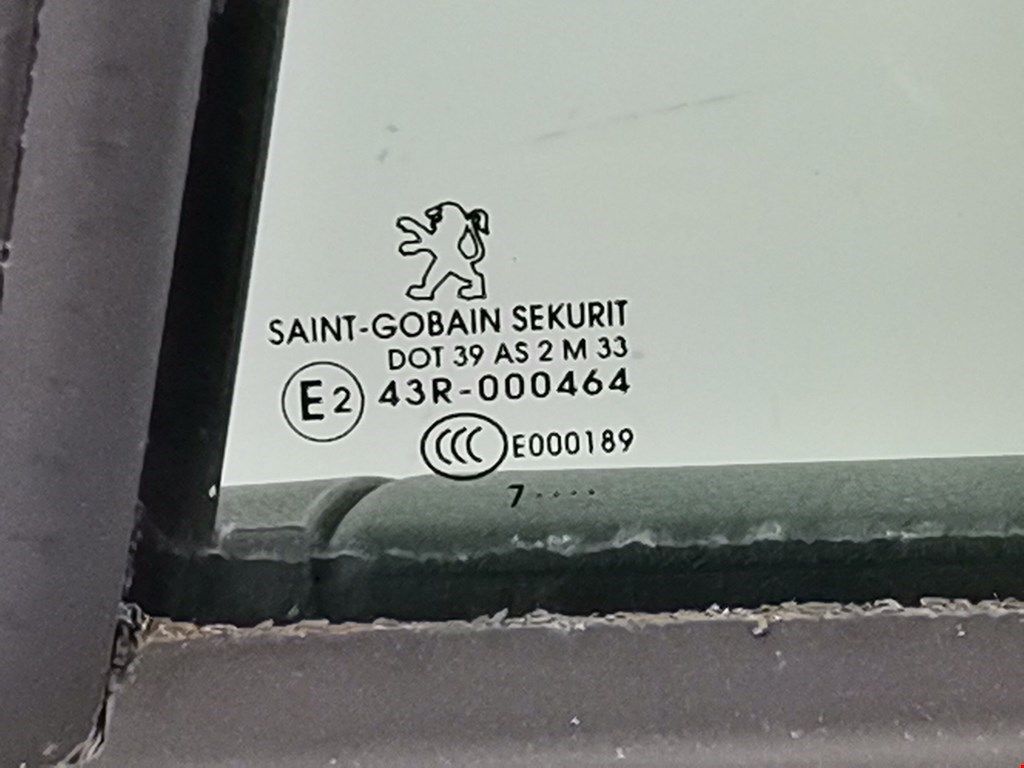 SAINT-GOBAIN SEKURIT
DOT 39 AS 2 M 33
E2 43R-000464
CCC E000189
7 ····